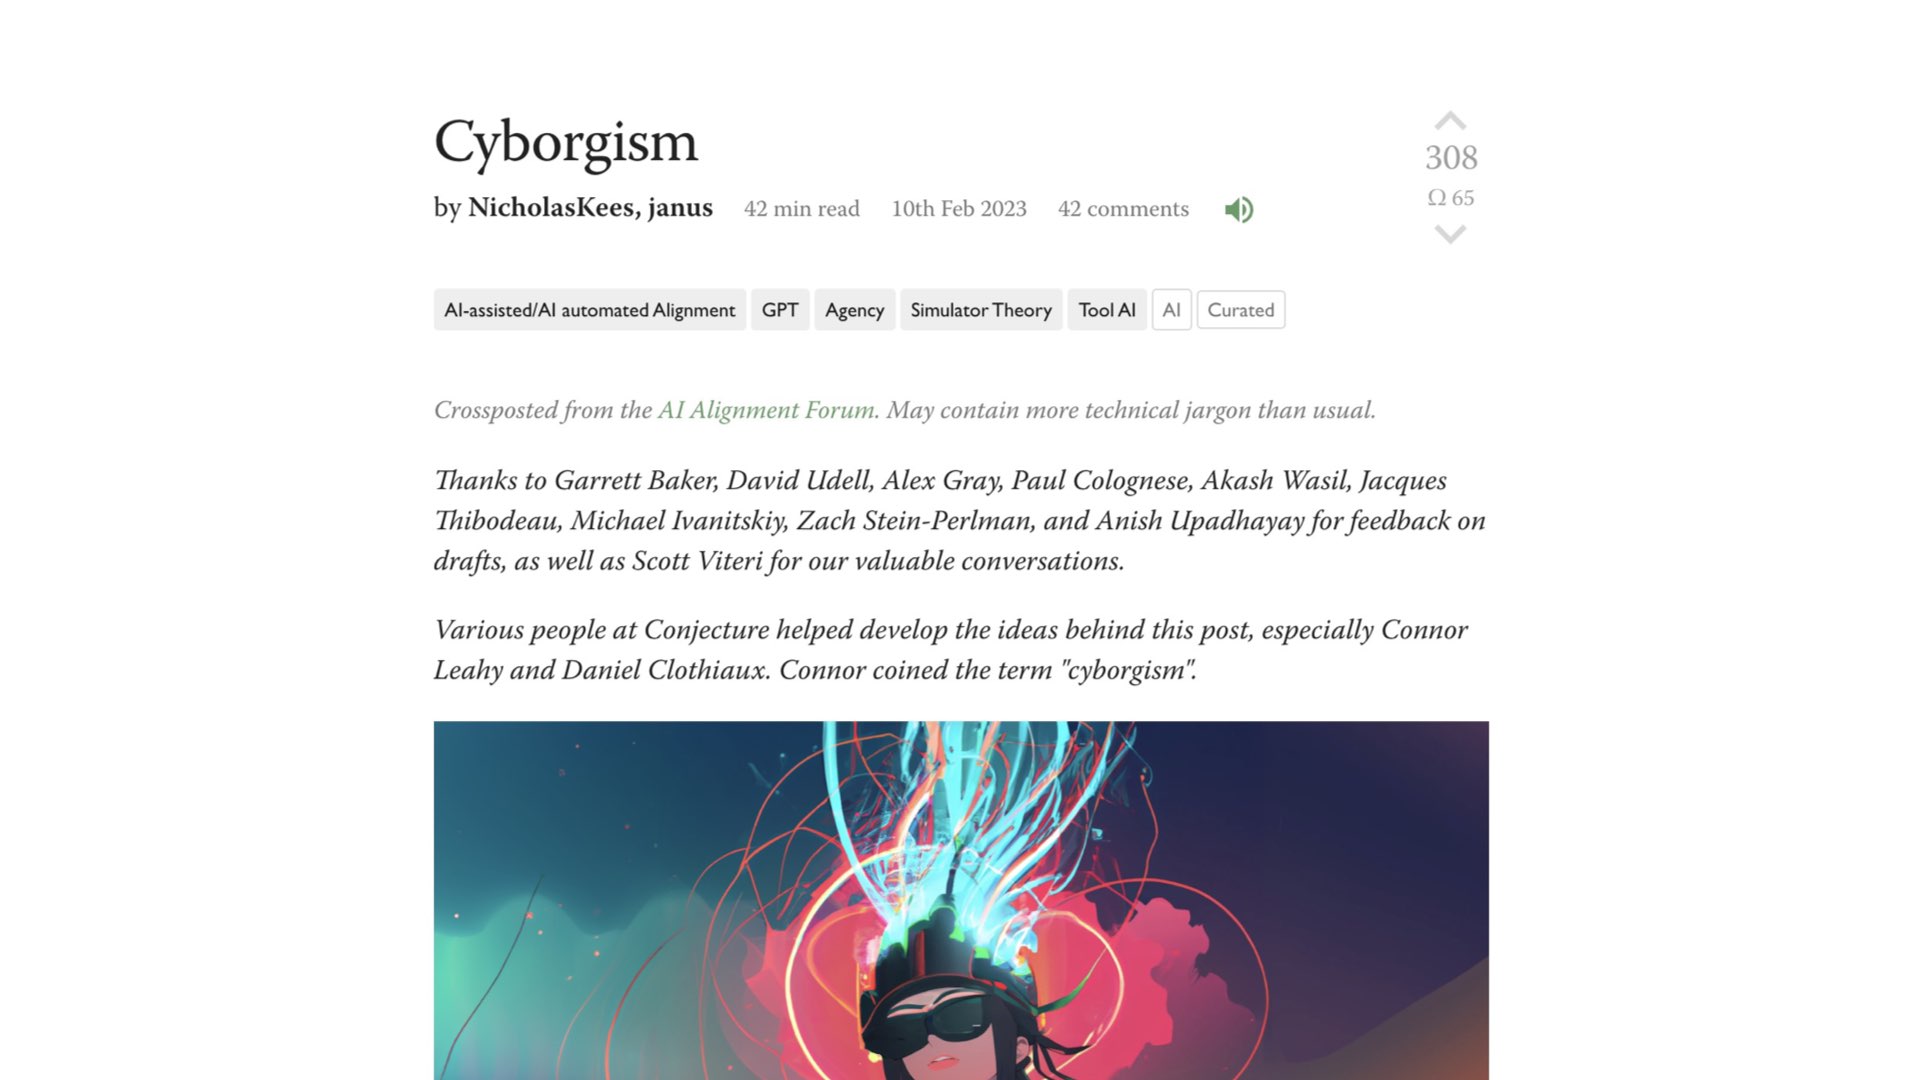 Cyborgism
308
by NicholasKees, janus 42 min read 10th Feb 2023 42 comments
Ω 65
AI-assisted/AI automated Alignment GPT Agency Simulator Theory Tool AI AI Curated
Crossposted from the AI Alignment Forum. May contain more technical jargon than usual.
Thanks to Garrett Baker, David Udell, Alex Gray, Paul Colognese, Akash Wasil, Jacques
Thibodeau, Michael Ivanitskiy, Zach Stein-Perlman, and Anish Upadhayay for feedback on
drafts, as well as Scott Viteri for our valuable conversations.
Various people at Conjecture helped develop the ideas behind this post, especially Connor
Leahy and Daniel Clothiaux. Connor coined the term "cyborgism".